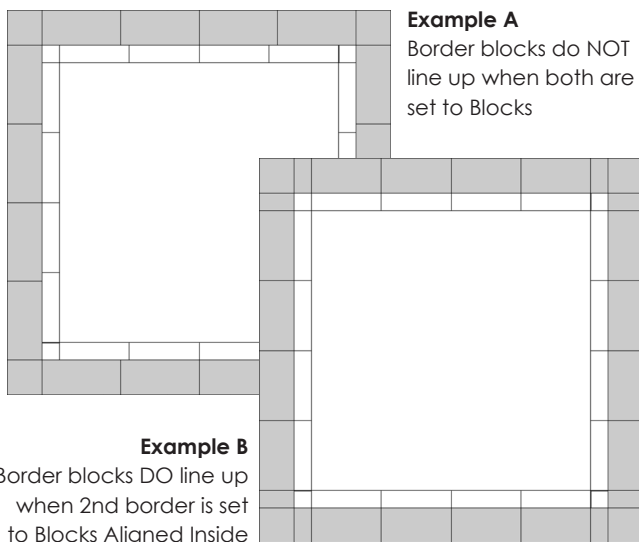 Example A
Border blocks do NOT
line up when both are
set to Blocks
Example B
Border blocks DO line up
when 2nd border is set
to Blocks Aligned Inside